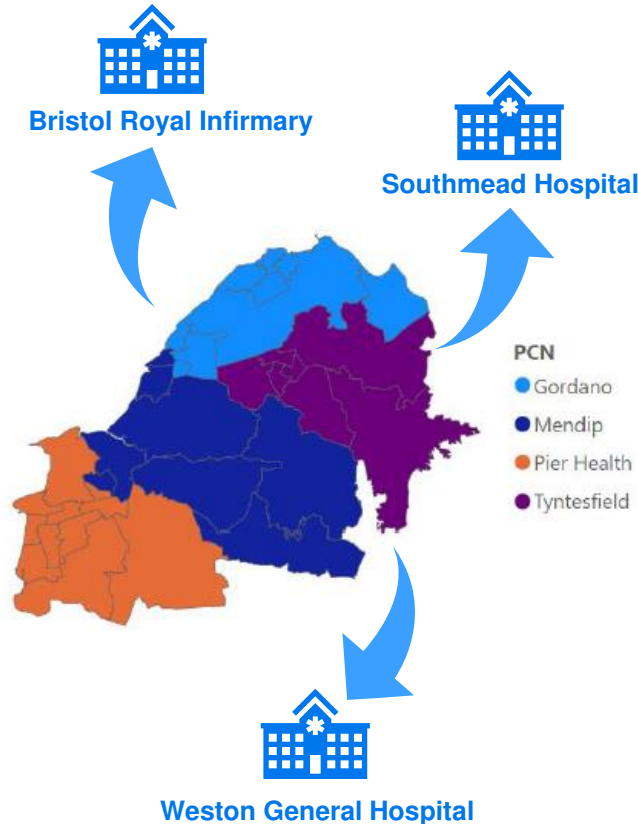 Bristol Royal Infirmary
Southmead Hospital
PCN
Gordano
Mendip
Pier Health
Tyntesfield
Weston General Hospital